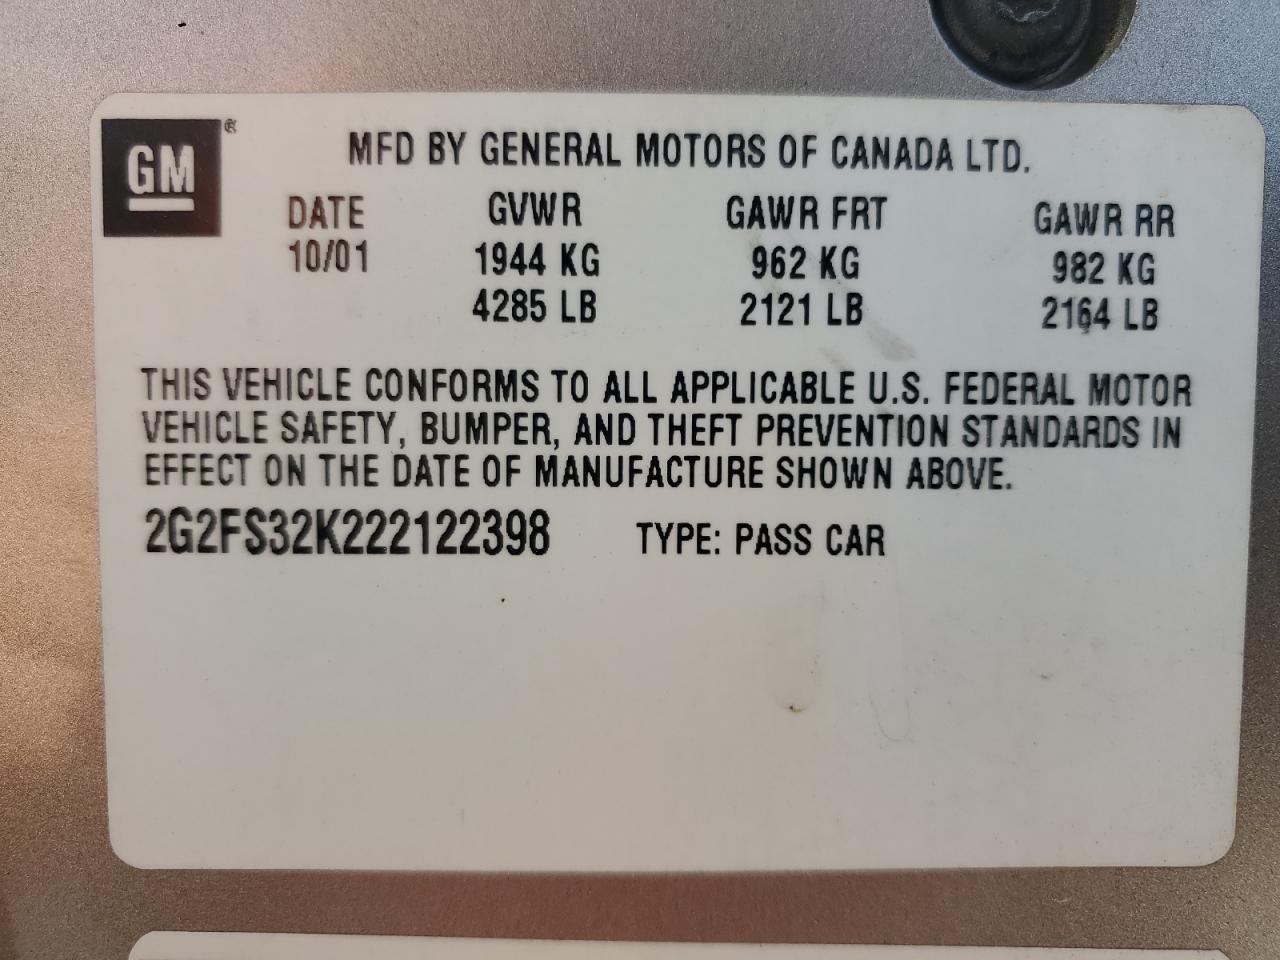 GM®
MFD BY GENERAL MOTORS OF CANADA LTD.
DATE GVWR GAWR FRT GAWR RR
10/01 1944 KG 962 KG 982 KG
4285 LB 2121 LB 2164 LB
THIS VEHICLE CONFORMS TO ALL APPLICABLE U.S. FEDERAL MOTOR
VEHICLE SAFETY, BUMPER, AND THEFT PREVENTION STANDARDS IN
EFFECT ON THE DATE OF MANUFACTURE SHOWN ABOVE.
2G2FS32K222122398 TYPE: PASS CAR